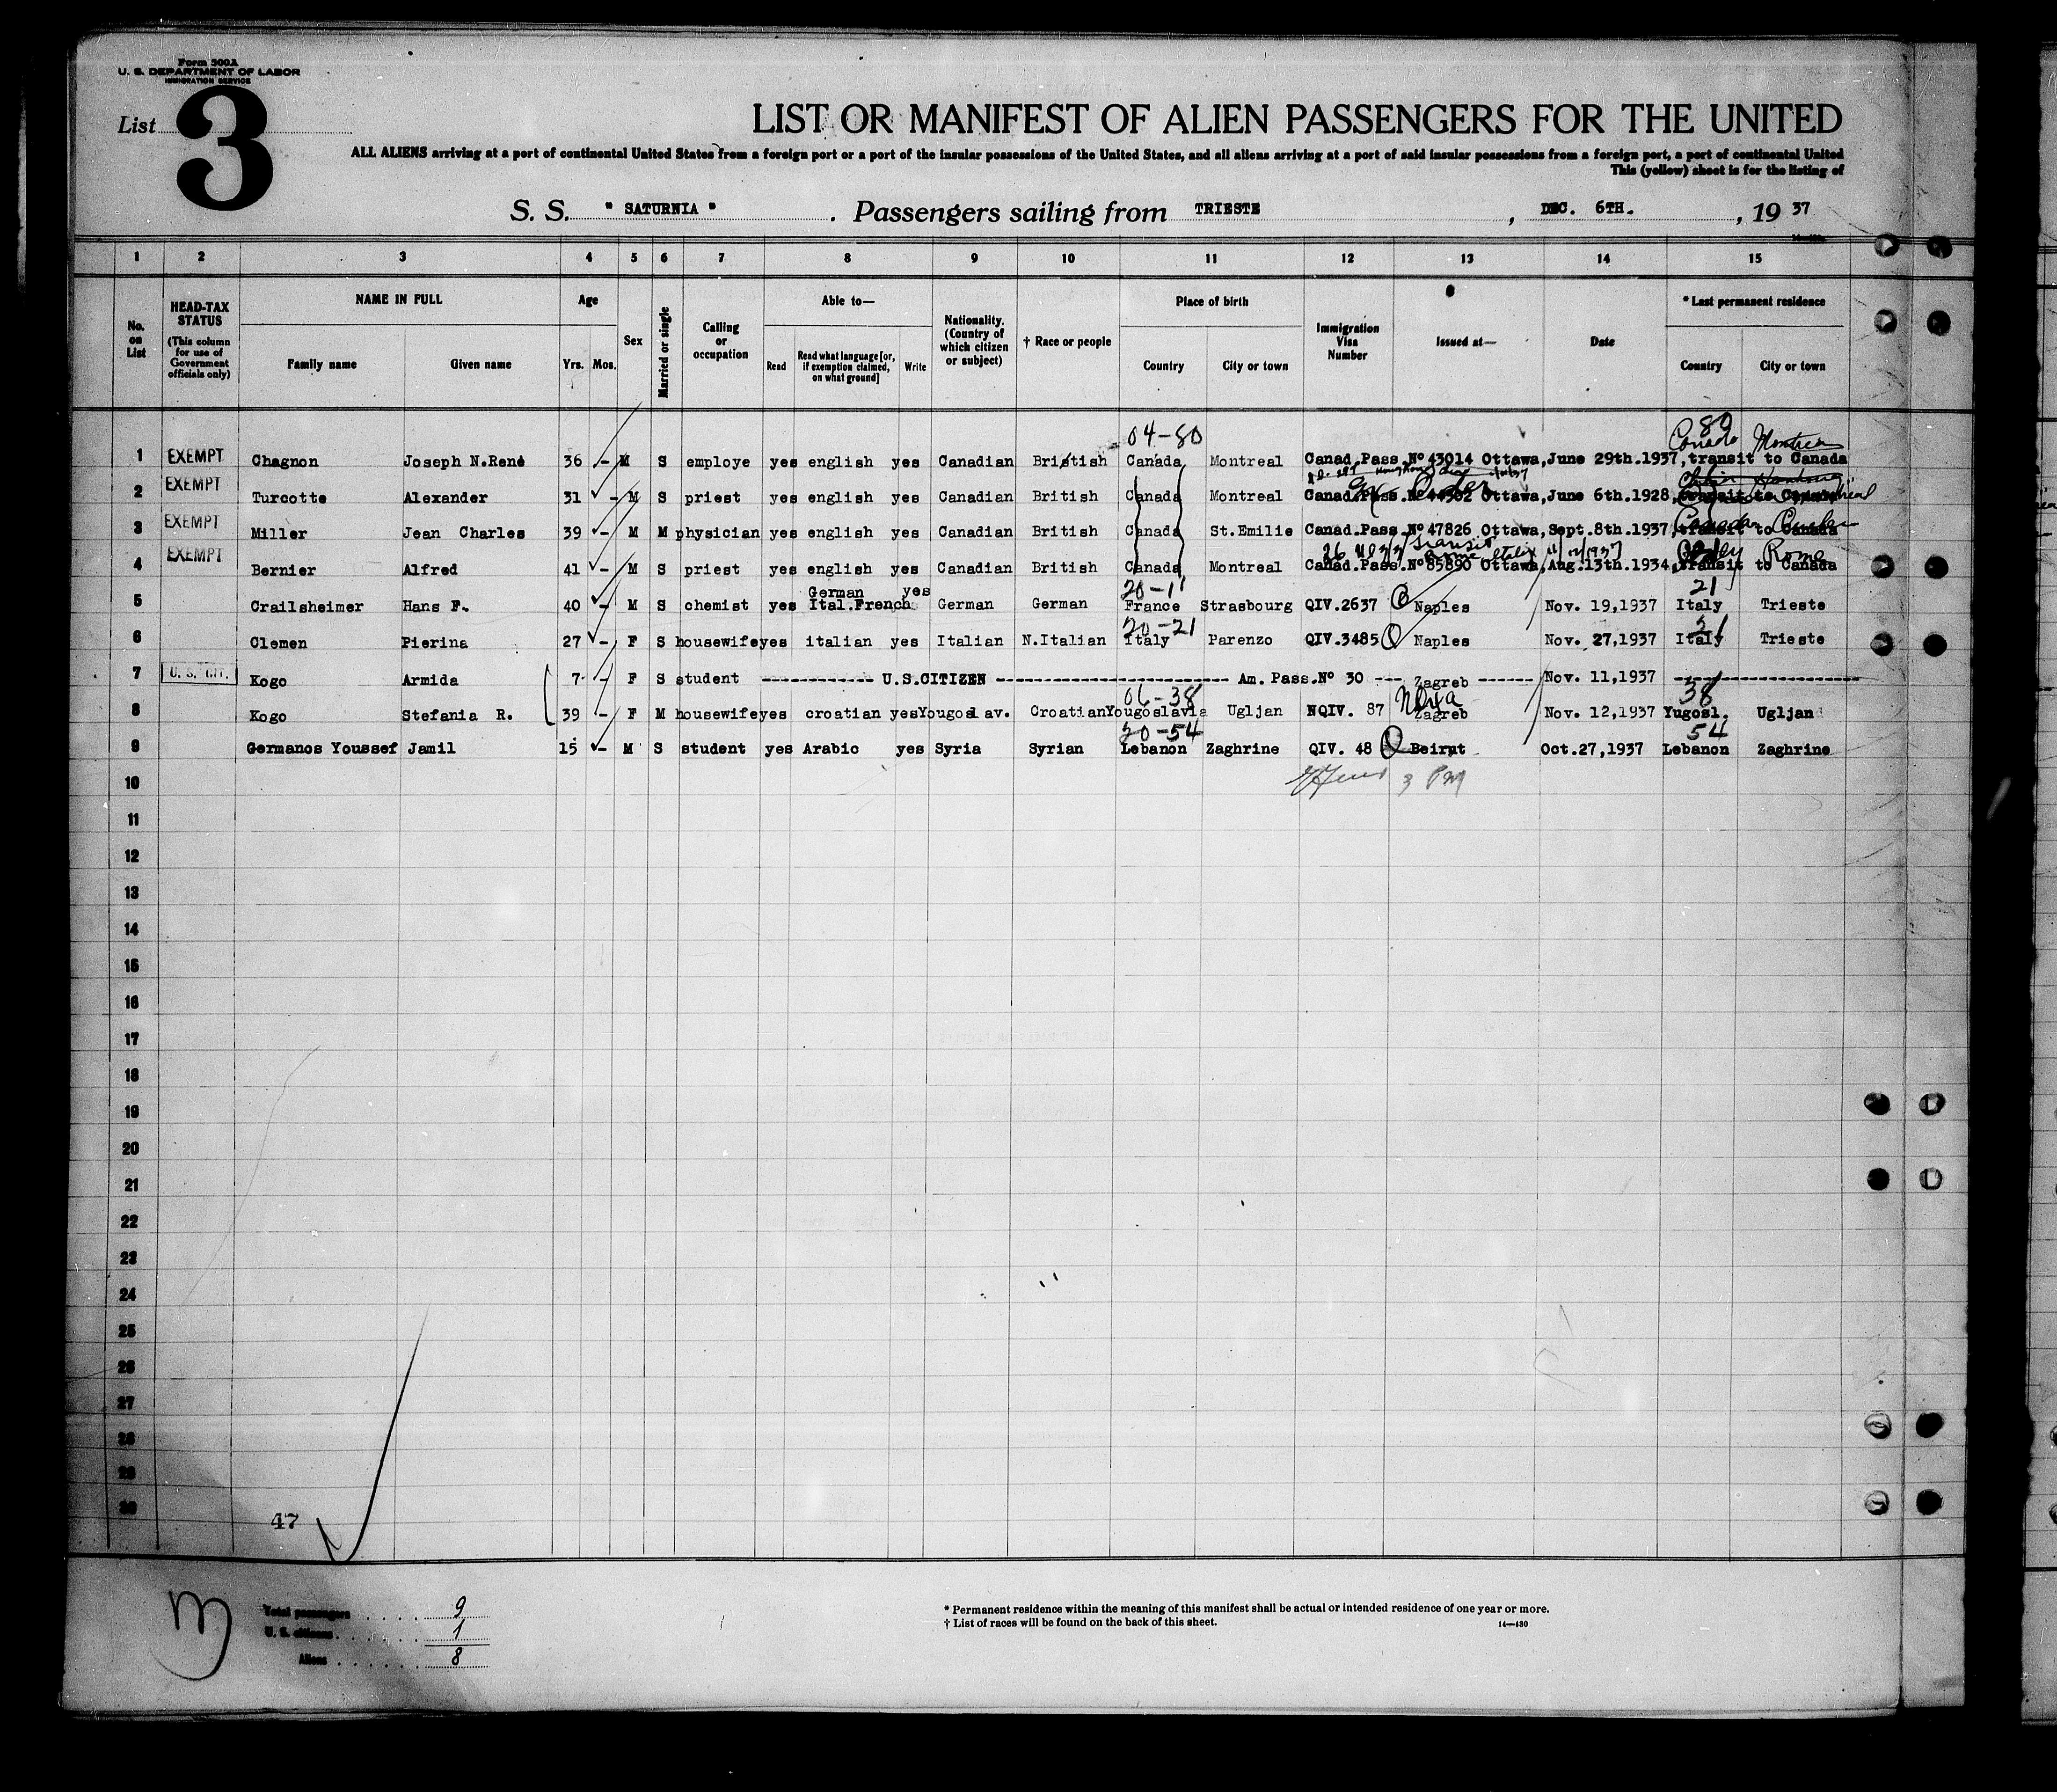 Form 500A
U. S. DEPARTMENT OF LABOR
IMMIGRATION SERVICE
List 3
LIST OR MANIFEST OF ALIEN PASSENGERS FOR THE UNITED
ALL ALIENS arriving at a port of continental United States from a foreign port or a port of the insular possessions of the United States, and all aliens arriving at a port of said insular possessions from a foreign port, a port of continental United
This (yellow) sheet is for the listing of
S. S. " SATURNIA " . Passengers sailing from TRIESTE , DEC. 6TH. , 19 37
1 2 3 4 5 6 7 8 9 10 11 12 13 14 15
No. on List
HEAD-TAX STATUS (This column for use of Government officials only)
NAME IN FULL
Family name Given name
Age
Yrs. Mos.
Sex
Married or single
Calling or occupation
Able to—
Read Read what language [or, if exemption claimed, on what ground] Write
Nationality. (Country of which citizen or subject)
† Race or people
Place of birth
Country City or town
Immigration Visa Number
Issued at—
Date
* Last permanent residence
Country City or town
04-80 80
Canada Montreal
1 EXEMPT Chagnon Joseph N.René 36 - M S employe yes english yes Canadian British Canada Montreal Canad.Pass.Nº 43014 Ottawa,June 29th.1937,transit to Canada
2 EXEMPT Turcotte Alexander 31 - M S priest yes english yes Canadian British Canada Montreal Canad.Pass.Nº Ottawa,June 6th.1928,transit to Canada
3 EXEMPT Miller Jean Charles 39 - M M physician yes english yes Canadian British Canada St.Emilie Canad.Pass.Nº 47826 Ottawa,Sept.8th.1937,transit to Canada
Transit
Rome Italy Italy Rome
4 EXEMPT Bernier Alfred 41 - M S priest yes english yes Canadian British Canada Montreal Canad.Pass.Nº 85890 Ottawa,Aug.13th.1934,transit to Canada
German yes 20-11 21
5 Crailsheimer Hans F. 40 - M S chemist yes Ital.French German German France Strasbourg QIV.2637 Naples Nov. 19,1937 Italy Trieste
20-21 21
6 Clemen Pierina 27 - F S housewife yes italian yes Italian N.Italian Italy Parenzo QIV.3485 Naples Nov. 27,1937 Italy Trieste
7 U. S. CIT. Kogo Armida 7 - F S student ------------ U.S.CITIZEN ------------ Am. Pass.Nº 30 --- Zagreb ------ Nov. 11,1937 ------------
06-38 38
8 Kogo Stefania R. 39 - F M housewife yes croatian yes Yougoslav. Croatian Yougoslavia Ugljan NQIV. 87 Zagreb Nov. 12,1937 Yugosl. Ugljan
20-54 54
9 Germanos Youssef Jamil 15 - M S student yes Arabic yes Syria Syrian Lebanon Zaghrine QIV. 48 Beirut Oct.27,1937 Lebanon Zaghrine
10 3 PM
11
12
13
14
15
16
17
18
19
20
21
22
23
24
25
26
27
28
29
30
47
Total passengers . . . . . 9
U. S. citizens . . . . . . 1
Aliens . . . . . . 8
* Permanent residence within the meaning of this manifest shall be actual or intended residence of one year or more.
† List of races will be found on the back of this sheet. 14—430